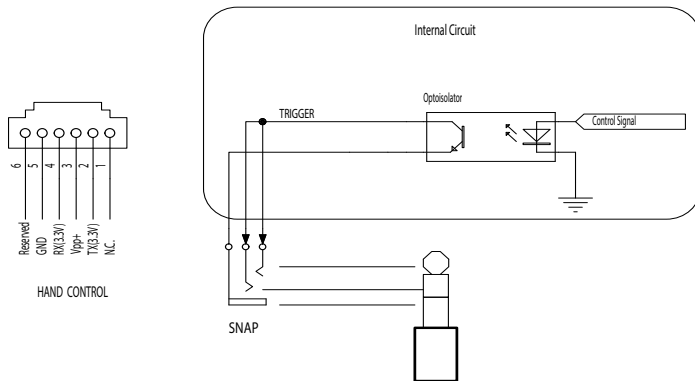 Internal Circuit
Optoisolator
TRIGGER
Control Signal
6 5 4 3 2 1
Reserved
GND
RX(3.3V)
Vpp+
TX(3.3V)
N.C.
HAND CONTROL
SNAP